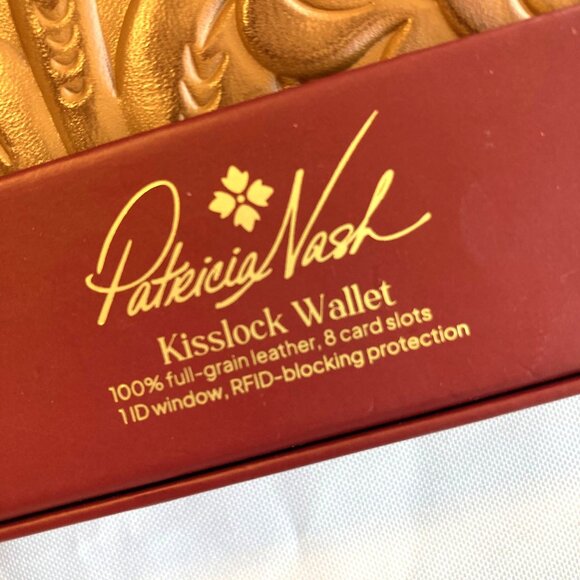 Patricia Nash
Kisslock Wallet
100% full-grain leather, 8 card slots
1 ID window, RFID-blocking protection